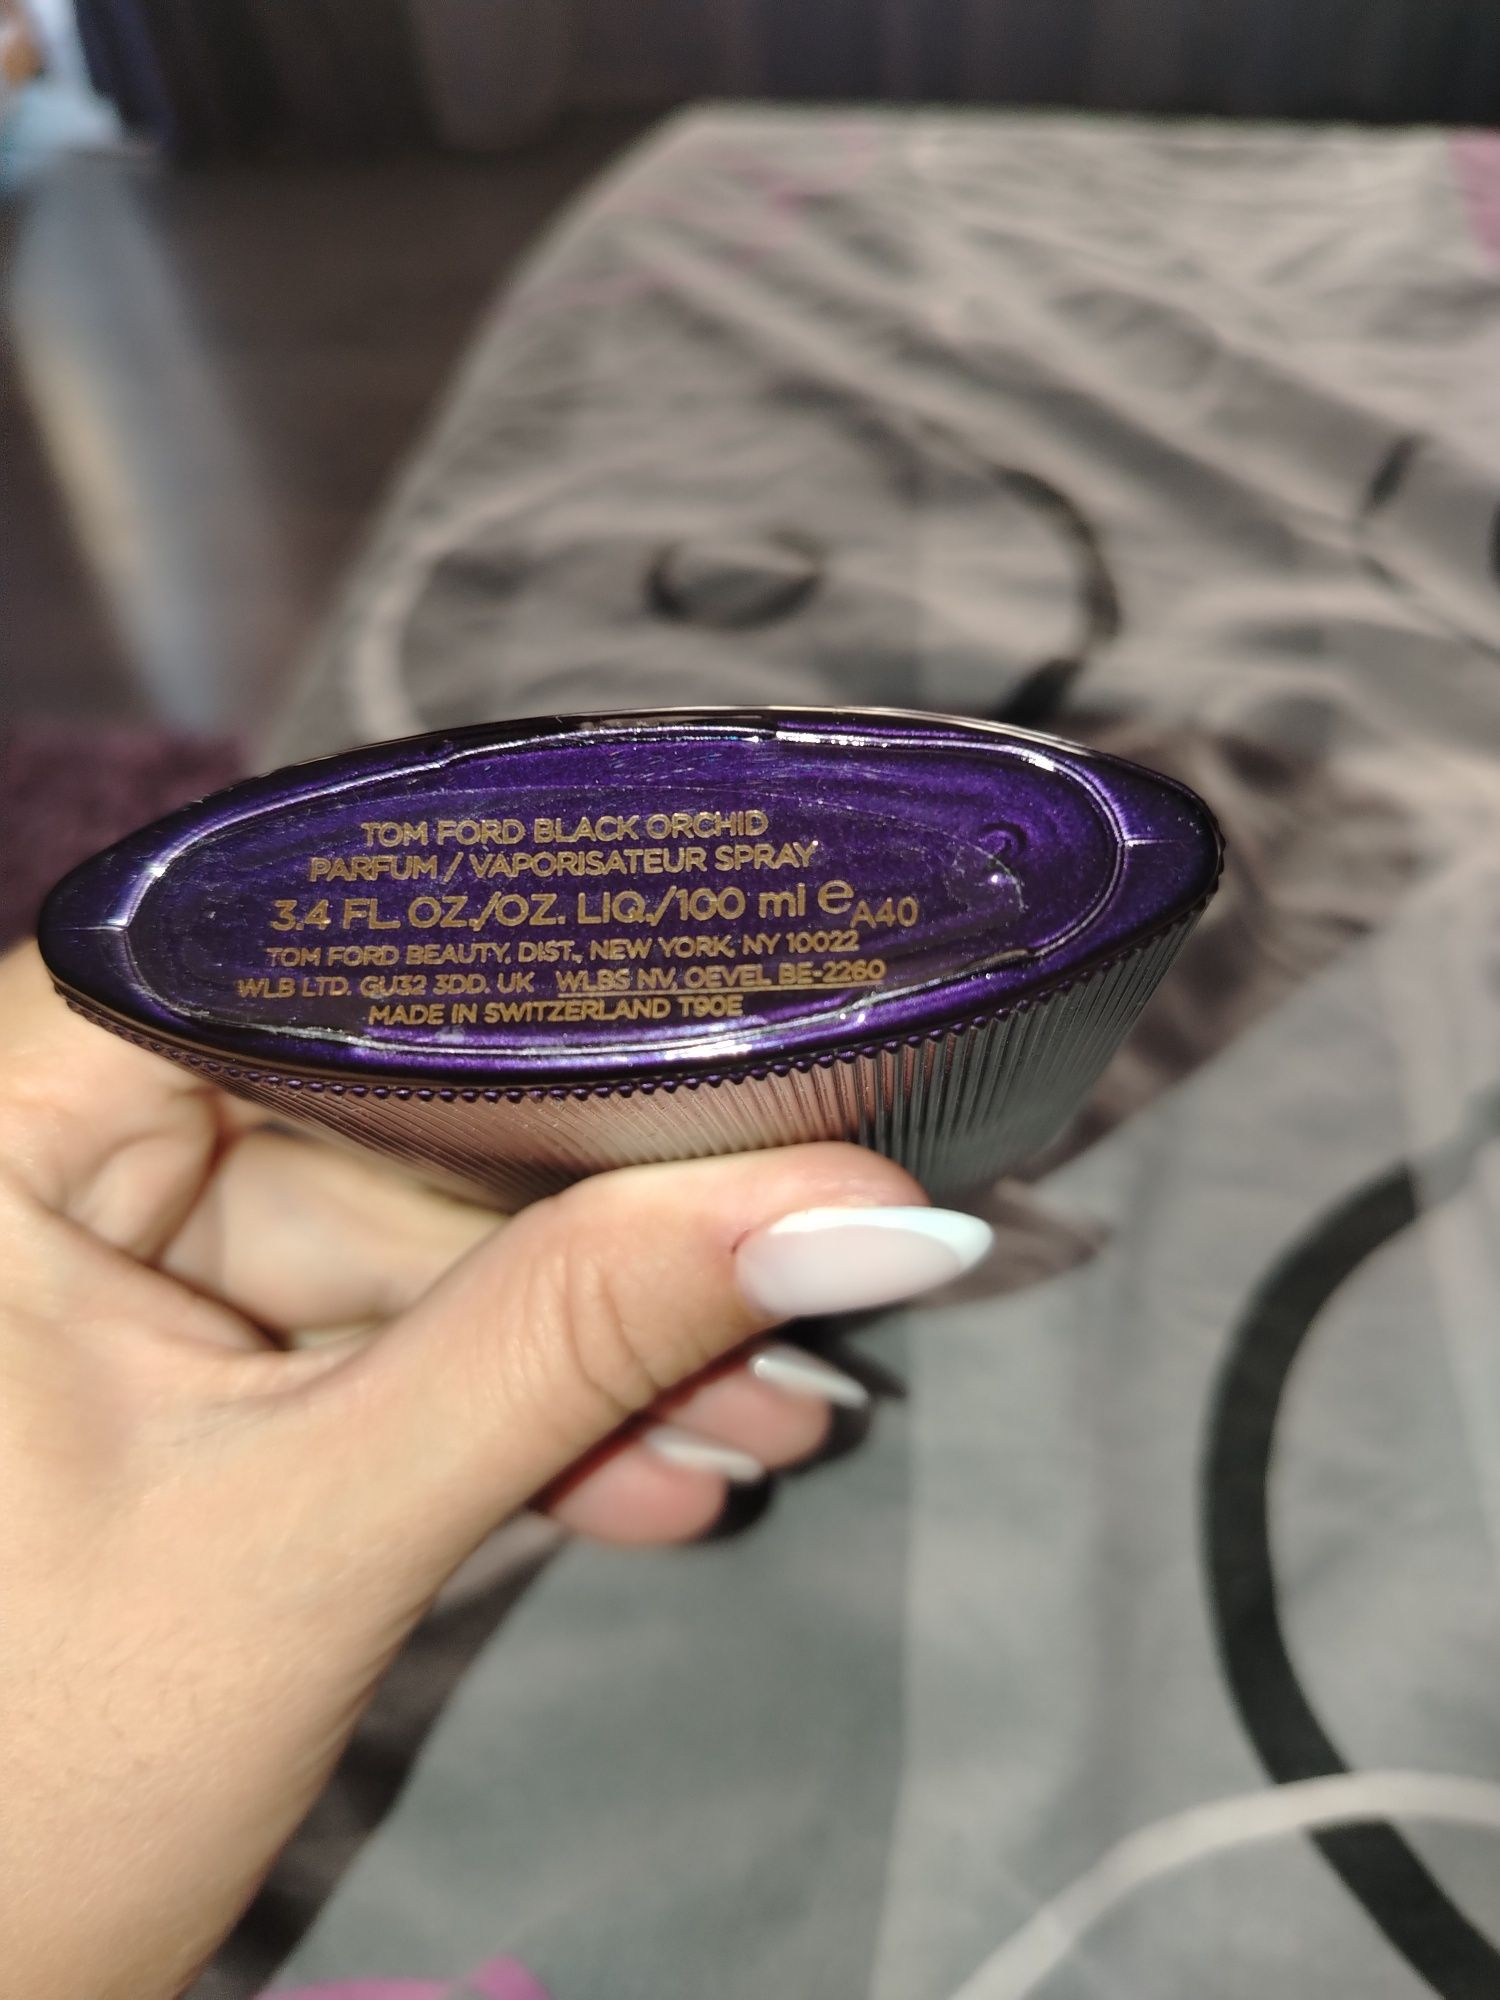 TOM FORD BLACK ORCHID
PARFUM / VAPORISATEUR SPRAY
3.4 FL OZ./OZ. LIQ./100 ml ℮ A40
TOM FORD BEAUTY, DIST., NEW YORK, NY 10022
WLB LTD. GU32 3DD. UK WLBS NV, OEVEL BE-2260
MADE IN SWITZERLAND T90E